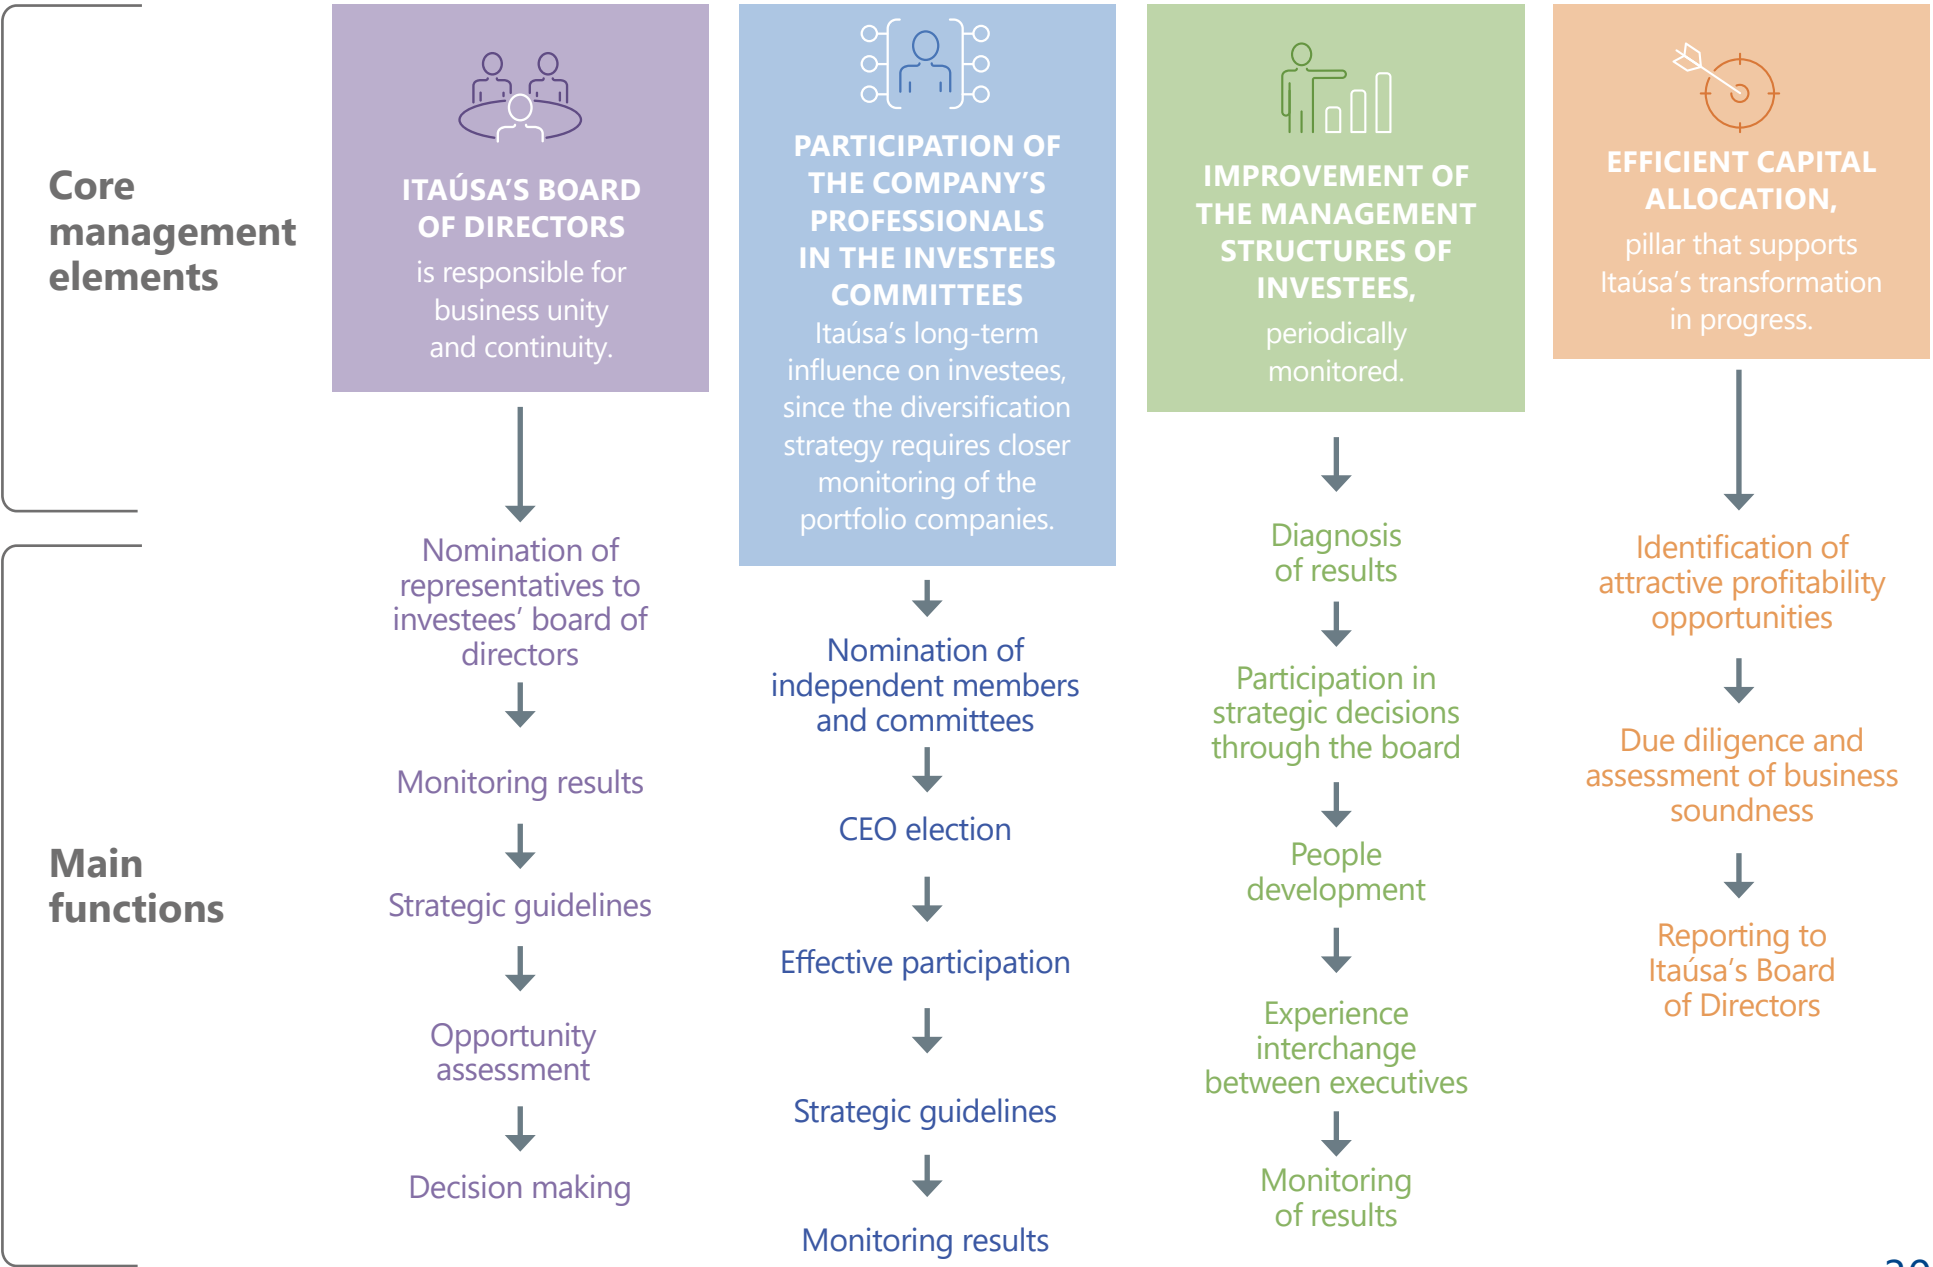 Core
management
elements
ITAÚSA’S BOARD
OF DIRECTORS
is responsible for
business unity
and continuity.
PARTICIPATION OF
THE COMPANY’S
PROFESSIONALS
IN THE INVESTEES
COMMITTEES
Itaúsa’s long-term
influence on investees,
since the diversification
strategy requires closer
monitoring of the
portfolio companies.
IMPROVEMENT OF
THE MANAGEMENT
STRUCTURES OF
INVESTEES,
periodically
monitored.
EFFICIENT CAPITAL
ALLOCATION,
pillar that supports
Itaúsa’s transformation
in progress.
Main
functions
Nomination of
representatives to
investees’ board of
directors
Monitoring results
Strategic guidelines
Opportunity
assessment
Decision making
Nomination of
independent members
and committees
CEO election
Effective participation
Strategic guidelines
Monitoring results
Diagnosis
of results
Participation in
strategic decisions
through the board
People
development
Experience
interchange
between executives
Monitoring
of results
Identification of
attractive profitability
opportunities
Due diligence and
assessment of business
soundness
Reporting to
Itaúsa’s Board
of Directors